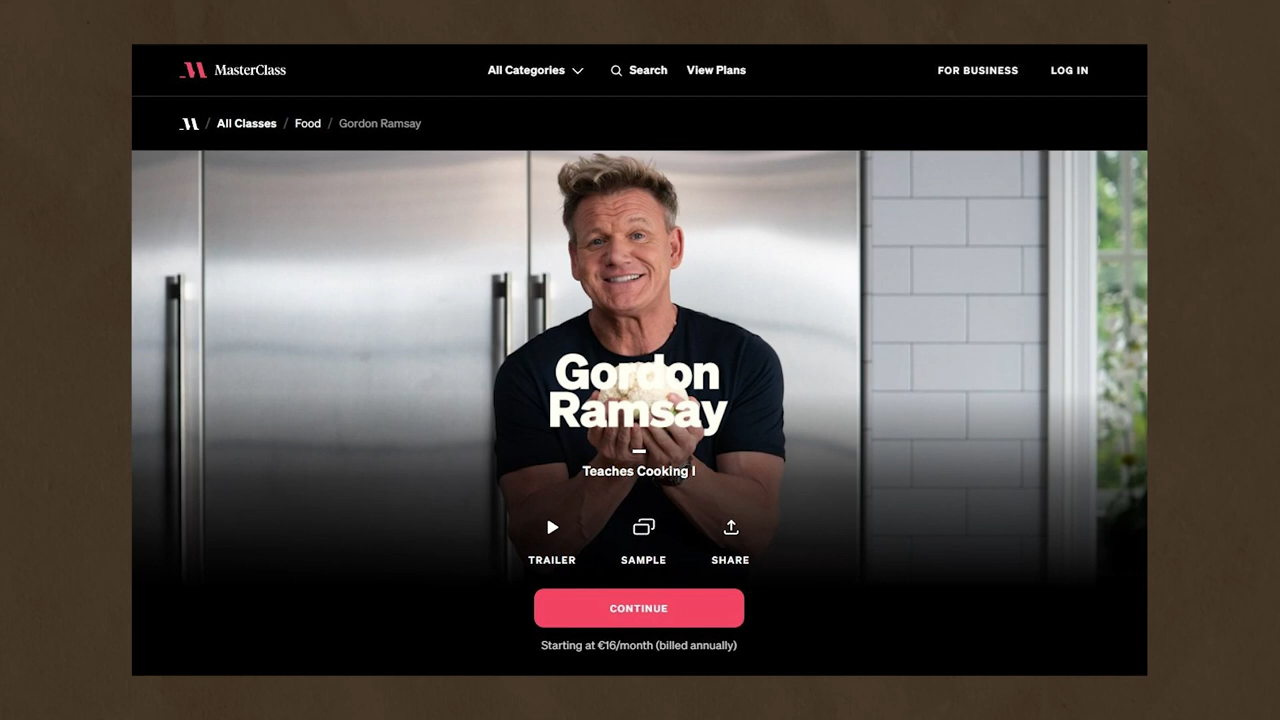 MasterClass
All Categories
Search
View Plans
FOR BUSINESS
LOG IN
/ All Classes / Food / Gordon Ramsay
Gordon
Ramsay
Teaches Cooking I
TRAILER
SAMPLE
SHARE
CONTINUE
Starting at €16/month (billed annually)